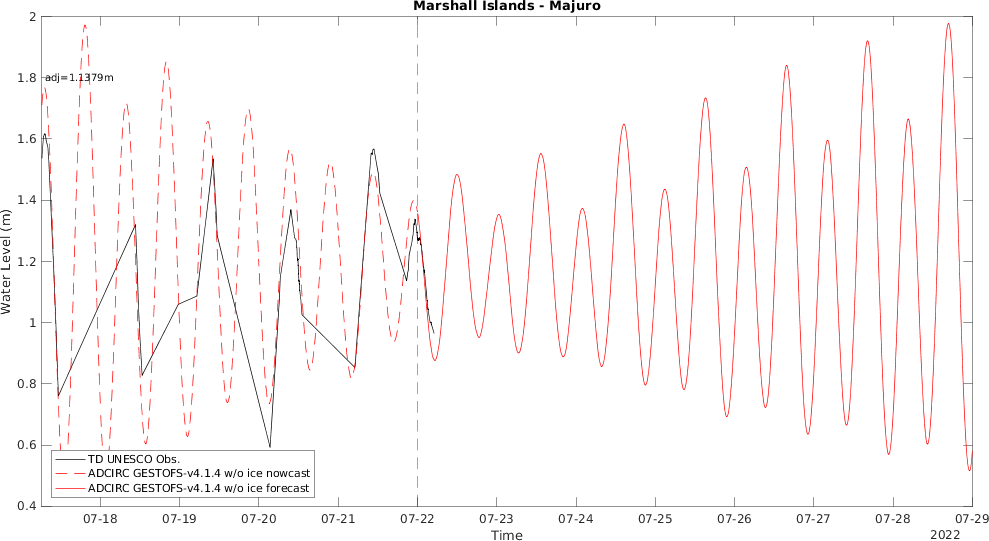 Marshall Islands - Majuro
Water Level (m)
2
1.8
1.6
1.4
1.2
1
0.8
0.6
0.4
adj=1.1379m
TD UNESCO Obs.
ADCIRC GESTOFS-v4.1.4 w/o ice nowcast
ADCIRC GESTOFS-v4.1.4 w/o ice forecast
07-18 07-19 07-20 07-21 07-22 07-23 07-24 07-25 07-26 07-27 07-28 07-29
Time
2022